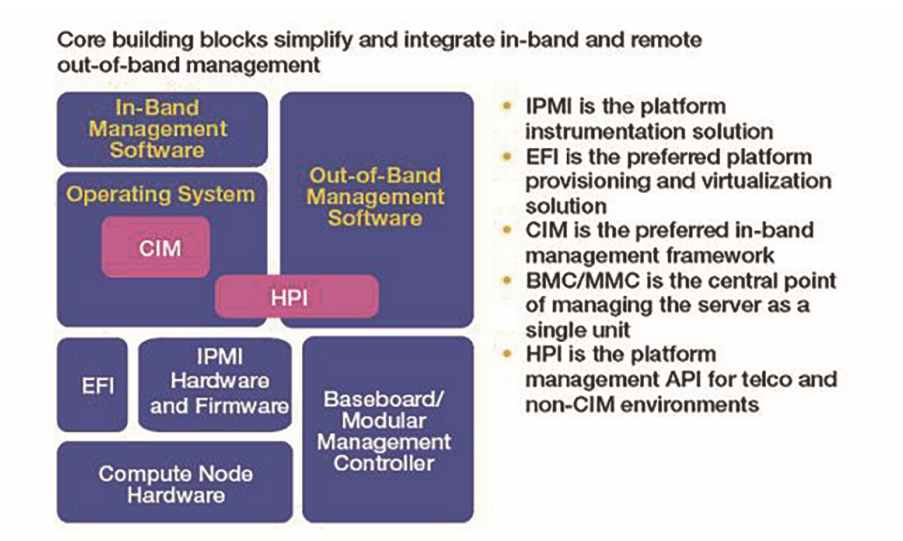 Core building blocks simplify and integrate in-band and remote
out-of-band management
In-Band
Management
Software
Operating System
CIM
Out-of-Band
Management
Software
HPI
EFI
IPMI
Hardware
and Firmware
Baseboard/
Modular
Management
Controller
Compute Node
Hardware
• IPMI is the platform
instrumentation solution
• EFI is the preferred platform
provisioning and virtualization
solution
• CIM is the preferred in-band
management framework
• BMC/MMC is the central point
of managing the server as a
single unit
• HPI is the platform
management API for telco and
non-CIM environments